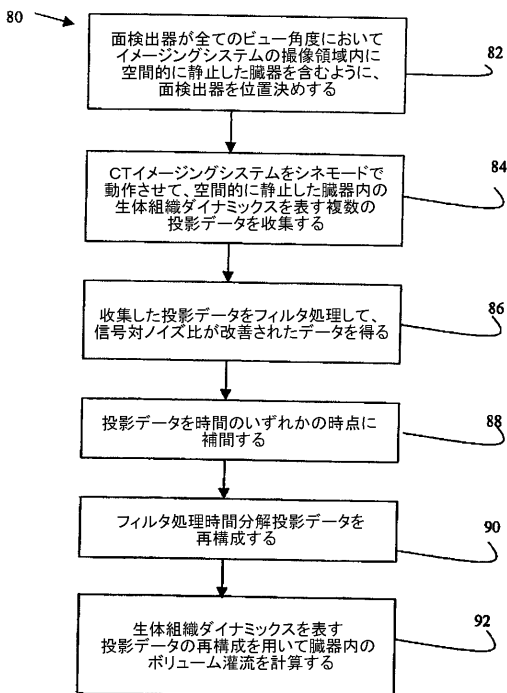 80
面検出器が全てのビュー角度において
イメージングシステムの撮像領域内に
空間的に静止した臓器を含むように、
面検出器を位置決めする
82
CTイメージングシステムをシネモードで
動作させて、空間的に静止した臓器内の
生体組織ダイナミックスを表す複数の
投影データを収集する
84
収集した投影データをフィルタ処理して、
信号対ノイズ比が改善されたデータを得る
86
投影データを時間のいずれかの時点に
補間する
88
フィルタ処理時間分解投影データを
再構成する
90
生体組織ダイナミックスを表す
投影データの再構成を用いて臓器内の
ボリューム灌流を計算する
92